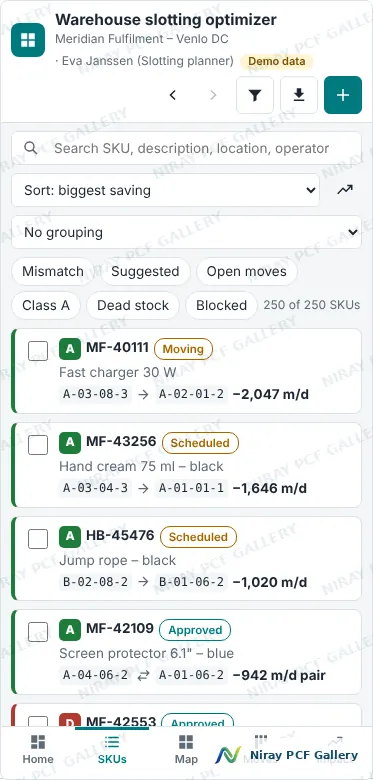 Warehouse slotting optimizer
Meridian Fulfilment – Venlo DC
· Eva Janssen (Slotting planner) Demo data
Search SKU, description, location, operator
Sort: biggest saving
No grouping
Mismatch Suggested Open moves
Class A Dead stock Blocked 250 of 250 SKUs
A MF-40111 Moving
Fast charger 30 W
A-03-08-3 → A-02-01-2 −2,047 m/d
A MF-43256 Scheduled
Hand cream 75 ml – black
A-03-04-3 → A-01-01-1 −1,646 m/d
A HB-45476 Scheduled
Jump rope – black
B-02-08-2 → B-01-06-2 −1,020 m/d
A MF-42109 Approved
Screen protector 6.1" – blue
A-04-06-2 ⇄ A-01-06-2 −942 m/d pair
D MF-42553 Approved
Home SKUs Map
Niray PCF Gallery
NIRAY PCF GALLERY